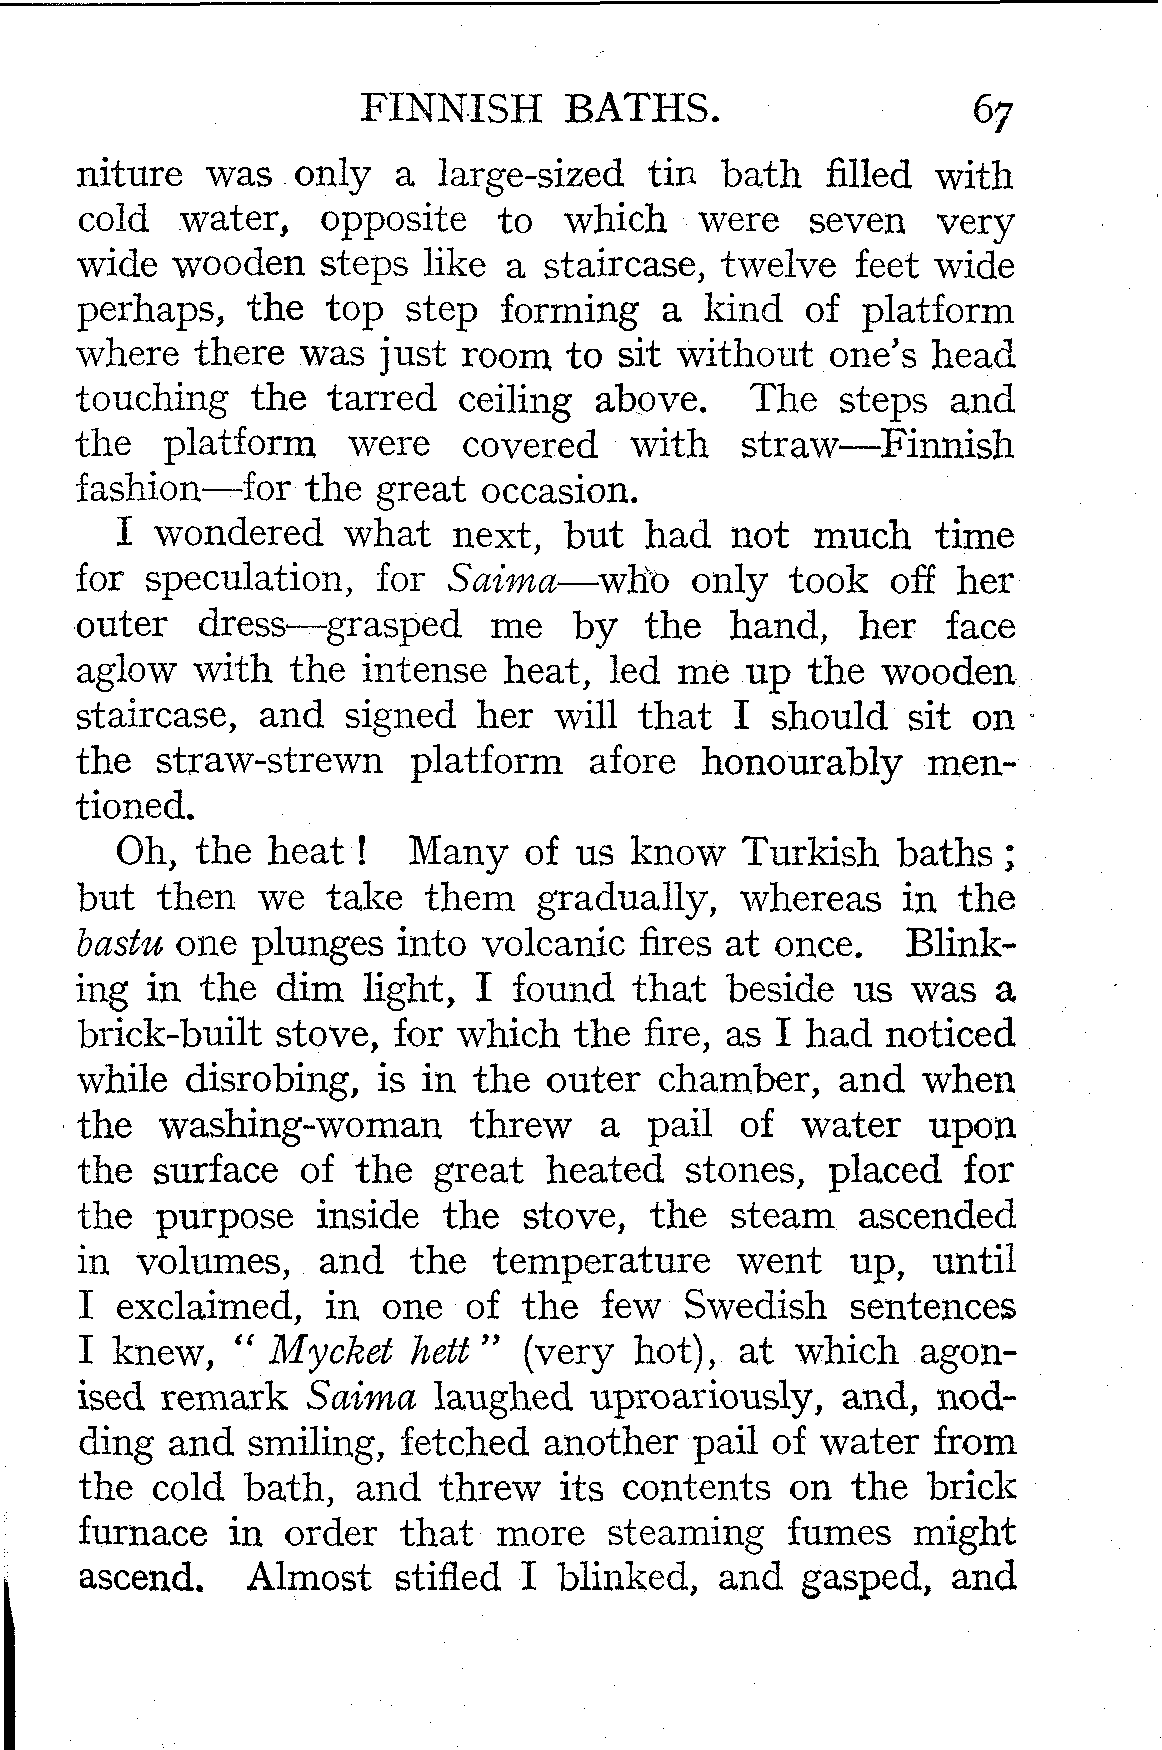 FINNISH BATHS. 67
niture was only a large-sized tin bath filled with
cold water, opposite to which were seven very
wide wooden steps like a staircase, twelve feet wide
perhaps, the top step forming a kind of platform
where there was just room to sit without one's head
touching the tarred ceiling above. The steps and
the platform were covered with straw—Finnish
fashion—for the great occasion.
I wondered what next, but had not much time
for speculation, for Saima—who only took off her
outer dress—grasped me by the hand, her face
aglow with the intense heat, led me up the wooden
staircase, and signed her will that I should sit on
the straw-strewn platform afore honourably men-
tioned.
Oh, the heat! Many of us know Turkish baths;
but then we take them gradually, whereas in the
bastu one plunges into volcanic fires at once. Blink-
ing in the dim light, I found that beside us was a
brick-built stove, for which the fire, as I had noticed
while disrobing, is in the outer chamber, and when
the washing-woman threw a pail of water upon
the surface of the great heated stones, placed for
the purpose inside the stove, the steam ascended
in volumes, and the temperature went up, until
I exclaimed, in one of the few Swedish sentences
I knew, "Mycket hett" (very hot), at which agon-
ised remark Saima laughed uproariously, and, nod-
ding and smiling, fetched another pail of water from
the cold bath, and threw its contents on the brick
furnace in order that more steaming fumes might
ascend. Almost stifled I blinked, and gasped, and